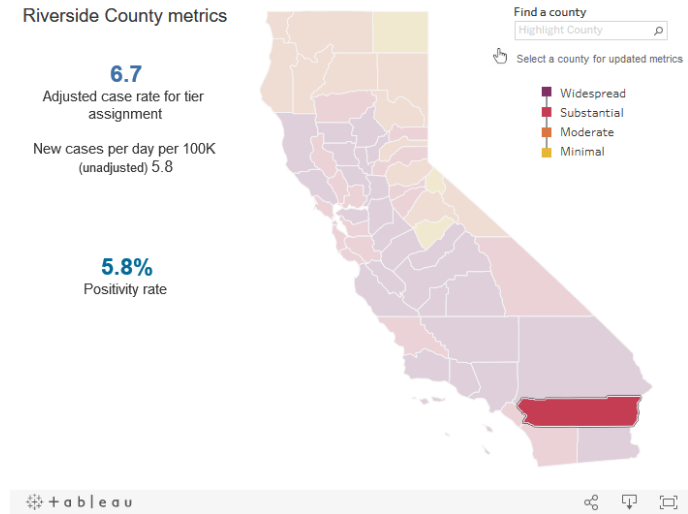 Riverside County metrics
6.7
Adjusted case rate for tier
assignment
New cases per day per 100K
(unadjusted) 5.8
5.8%
Positivity rate
Find a county
Highlight County
Select a county for updated metrics
Widespread
Substantial
Moderate
Minimal
+ a b l e a u